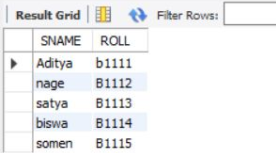 Result Grid Filter Rows:
SNAME ROLL
Aditya b1111
nage B1112
satya B1113
biswa B1114
somen B1115